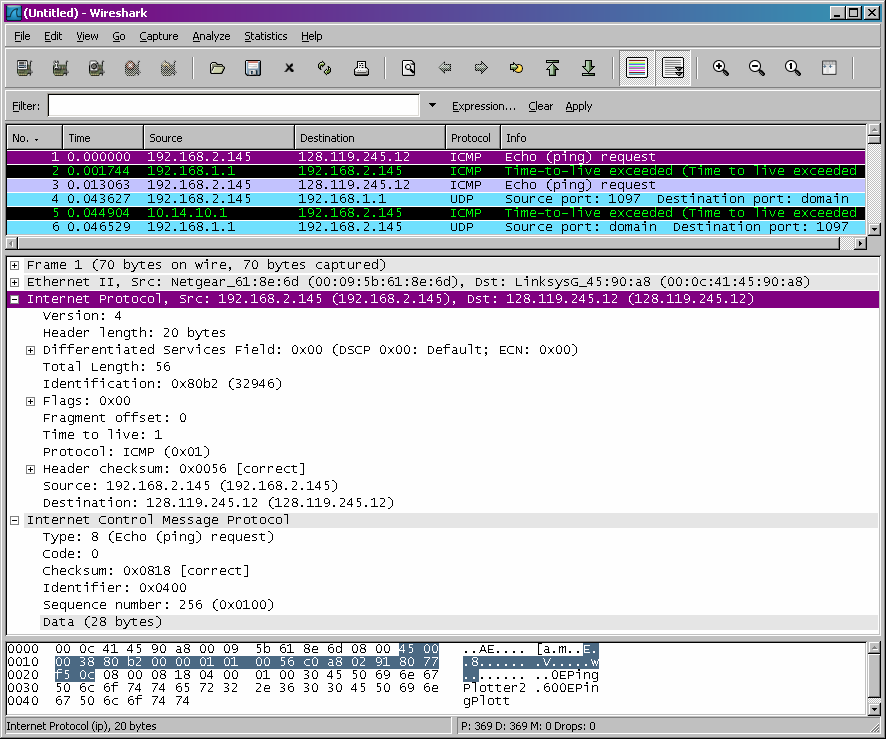 (Untitled) - Wireshark
File Edit View Go Capture Analyze Statistics Help
Filter: Expression... Clear Apply
No. Time Source Destination Protocol Info
1 0.000000 192.168.2.145 128.119.245.12 ICMP Echo (ping) request
2 0.001744 192.168.1.1 192.168.2.145 ICMP Time-to-live exceeded (Time to live exceeded
3 0.013063 192.168.2.145 128.119.245.12 ICMP Echo (ping) request
4 0.043627 192.168.2.145 192.168.1.1 UDP Source port: 1097 Destination port: domain
5 0.044904 10.14.10.1 192.168.2.145 ICMP Time-to-live exceeded (Time to live exceeded
6 0.046529 192.168.1.1 192.168.2.145 UDP Source port: domain Destination port: 1097
Frame 1 (70 bytes on wire, 70 bytes captured)
Ethernet II, Src: Netgear_61:8e:6d (00:09:5b:61:8e:6d), Dst: LinksysG_45:90:a8 (00:0c:41:45:90:a8)
Internet Protocol, Src: 192.168.2.145 (192.168.2.145), Dst: 128.119.245.12 (128.119.245.12)
Version: 4
Header length: 20 bytes
Differentiated Services Field: 0x00 (DSCP 0x00: Default; ECN: 0x00)
Total Length: 56
Identification: 0x80b2 (32946)
Flags: 0x00
Fragment offset: 0
Time to live: 1
Protocol: ICMP (0x01)
Header checksum: 0x0056 [correct]
Source: 192.168.2.145 (192.168.2.145)
Destination: 128.119.245.12 (128.119.245.12)
Internet Control Message Protocol
Type: 8 (Echo (ping) request)
Code: 0
Checksum: 0x0818 [correct]
Identifier: 0x0400
Sequence number: 256 (0x0100)
Data (28 bytes)
0000 00 0c 41 45 90 a8 00 09 5b 61 8e 6d 08 00 45 00 ..AE.... [a.m..E.
0010 00 38 80 b2 00 00 01 01 00 56 c0 a8 02 91 80 77 .8...... .V.....w
0020 f5 0c 08 00 08 18 04 00 01 00 30 45 50 69 6e 67 ........ ..0EPing
0030 50 6c 6f 74 74 65 72 32 2e 36 30 30 45 50 69 6e Plotter2 .600EPin
0040 67 50 6c 6f 74 74 gPlott
Internet Protocol (ip), 20 bytes P: 369 D: 369 M: 0 Drops: 0